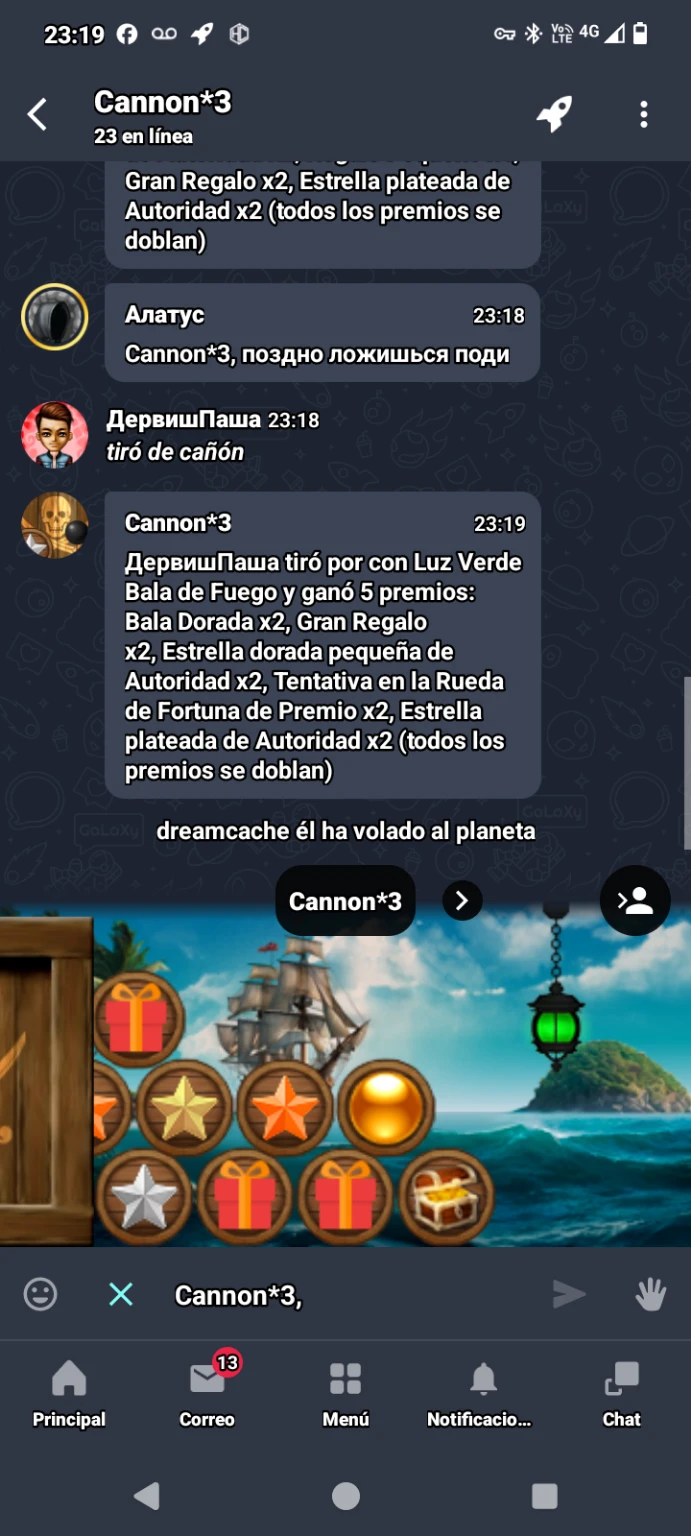 23:19
Vo))
LTE
4G
Cannon*3
23 en línea
Gran Regalo x2, Estrella plateada de
Autoridad x2 (todos los premios se
doblan)
Алатус 23:18
Cannon*3, поздно ложишься поди
ДервишПаша 23:18
tiró de cañón
Cannon*3 23:19
ДервишПаша tiró por con Luz Verde
Bala de Fuego y ganó 5 premios:
Bala Dorada x2, Gran Regalo
x2, Estrella dorada pequeña de
Autoridad x2, Tentativa en la Rueda
de Fortuna de Premio x2, Estrella
plateada de Autoridad x2 (todos los
premios se doblan)
GaLaXy
GaLaXy
dreamcache él ha volado al planeta
Cannon*3
Cannon*3,
13
Principal Correo Menú Notificacio... Chat